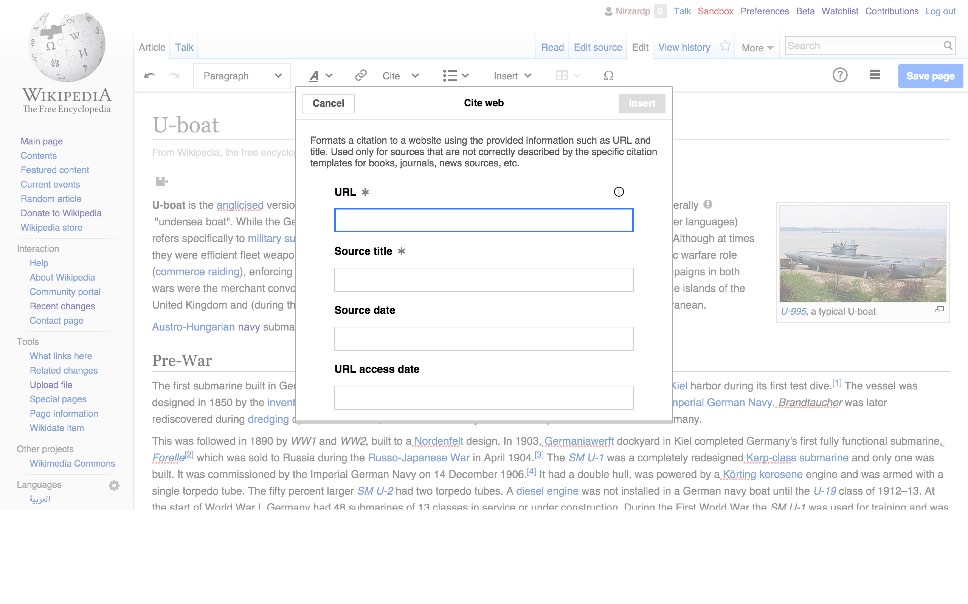 Nirzardp 0 Talk Sandbox Preferences Beta Watchlist Contributions Log out
WIKIPEDIA
The Free Encyclopedia
Article Talk Read Edit source Edit View history More Search
Paragraph A Cite Insert Ω ? Save page
Main page
Contents
Featured content
Current events
Random article
Donate to Wikipedia
Wikipedia store
Interaction
Help
About Wikipedia
Community portal
Recent changes
Contact page
Tools
What links here
Related changes
Upload file
Special pages
Page information
Wikidata item
Other projects
Wikimedia Commons
Languages
العربية
Cancel Cite web Insert
Formats a citation to a website using the provided information such as URL and
title. Used only for sources that are not correctly described by the specific citation
templates for books, journals, news sources, etc.
URL *
Source title *
Source date
URL access date
U-boat
From Wikipedia, the free encyclo
U-boat is the anglicised versio erally
"undersea boat". While the Ge er languages)
refers specifically to military su Although at times
they were efficient fleet weapo c warfare role
(commerce raiding), enforcing paigns in both
wars were the merchant convo e islands of the
United Kingdom and (during th ranean.
Austro-Hungarian navy subma
U-995, a typical U-boat
Pre-War
The first submarine built in Ger Kiel harbor during its first test dive.[1] The vessel was
designed in 1850 by the invent mperial German Navy. Brandtaucher was later
rediscovered during dredging o many.
This was followed in 1890 by WW1 and WW2, built to a Nordenfelt design. In 1903, Germaniawerft dockyard in Kiel completed Germany's first fully functional submarine,
Forelle[2] which was sold to Russia during the Russo-Japanese War in April 1904.[3] The SM U-1 was a completely redesigned Karp-class submarine and only one was
built. It was commissioned by the Imperial German Navy on 14 December 1906.[4] It had a double hull, was powered by a Körting kerosene engine and was armed with a
single torpedo tube. The fifty percent larger SM U-2 had two torpedo tubes. A diesel engine was not installed in a German navy boat until the U-19 class of 1912–13. At
the start of World War I, Germany had 48 submarines of 13 classes in service or under construction. During the First World War the SM U-1 was used for training and was